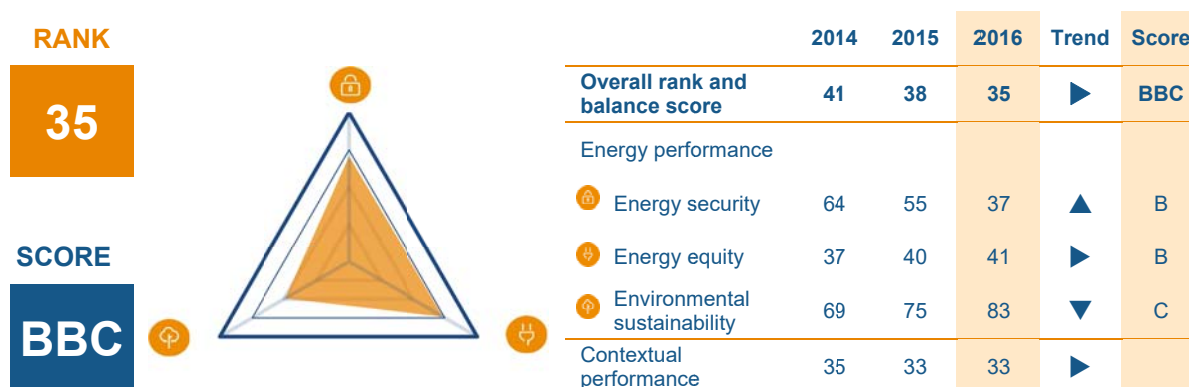 RANK
35
SCORE
BBC
2014 2015 2016 Trend Score
Overall rank and
balance score 41 38 35 BBC
Energy performance
Energy security 64 55 37 B
Energy equity 37 40 41 B
Environmental
sustainability 69 75 83 C
Contextual
performance 35 33 33